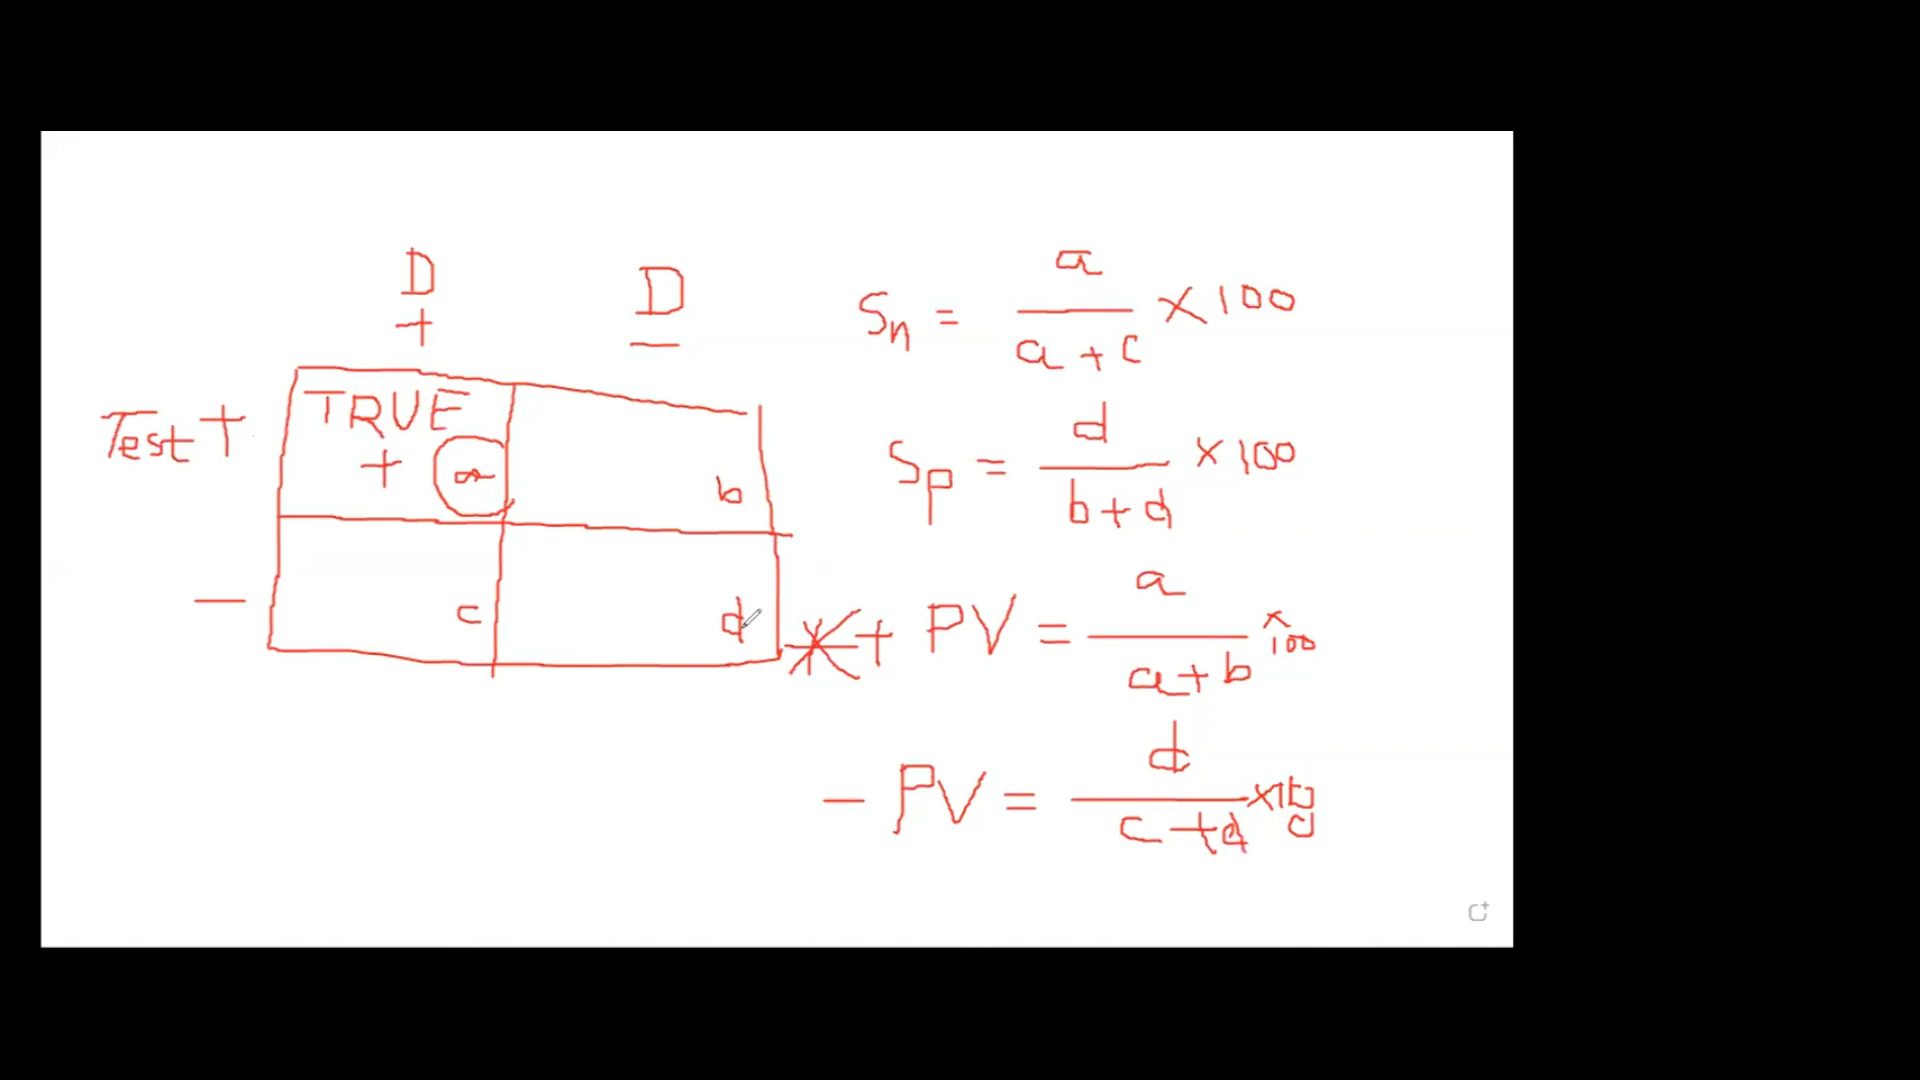 D D
+ −
Test + TRUE
+ a b
− c d
Sn = a / a + c × 100
Sp = d / b + d × 100
* + PV = a / a + b × 100
− PV = d / c + d × 100